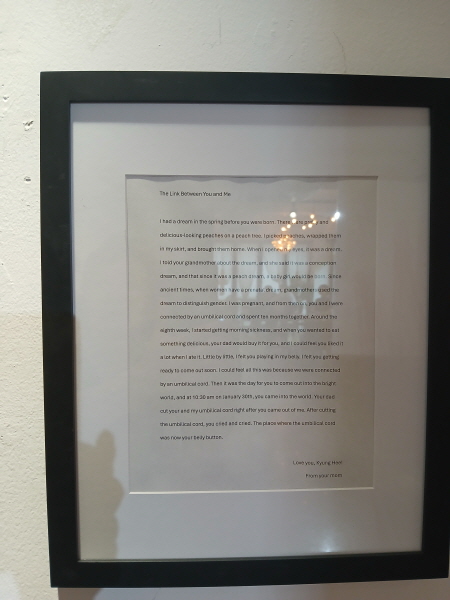 The Link Between You and Me
I had a dream in the spring before you were born. There were pretty and
delicious-looking peaches on a peach tree. I picked peaches, wrapped them
in my skirt, and brought them home. When I opened my eyes, it was a dream.
I told your grandmother about the dream, and she said it was a conception
dream, and that since it was a peach dream, a baby girl would be born. Since
ancient times, when women have a prenatal dream, grandmothers used the
dream to distinguish gender. I was pregnant, and from then on you and I were
connected by an umbilical cord and spent ten months together. Around the
eighth week, I started getting morning sickness, and when you wanted to eat
something delicious, your dad would buy it for you, and I could feel you liked it
a lot when I ate it. Little by little, I felt you playing in my belly. I felt you getting
ready to come out soon. I could feel all this was because we were connected
by an umbilical cord. Then it was the day for you to come out into the bright
world, and at 10:30 am on January 30th, you came into the world. Your dad
cut your and my umbilical cord right after you came out of me. After cutting
the umbilical cord, you cried and cried. The place where the umbilical cord
was now your belly button.
Love you, Kyung Hee!
From your mom